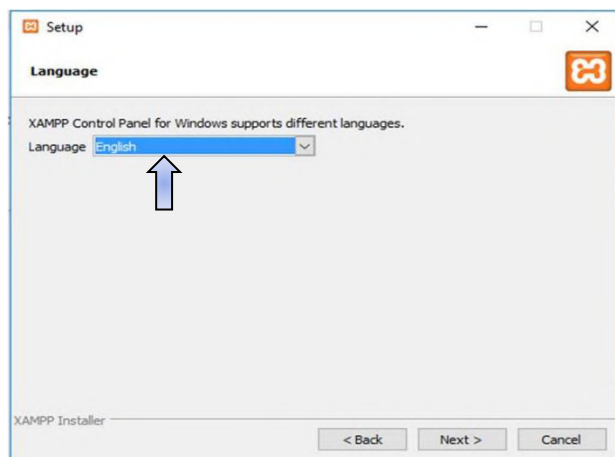 Setup
Language
XAMPP Control Panel for Windows supports different languages.
Language English
XAMPP Installer
< Back Next > Cancel